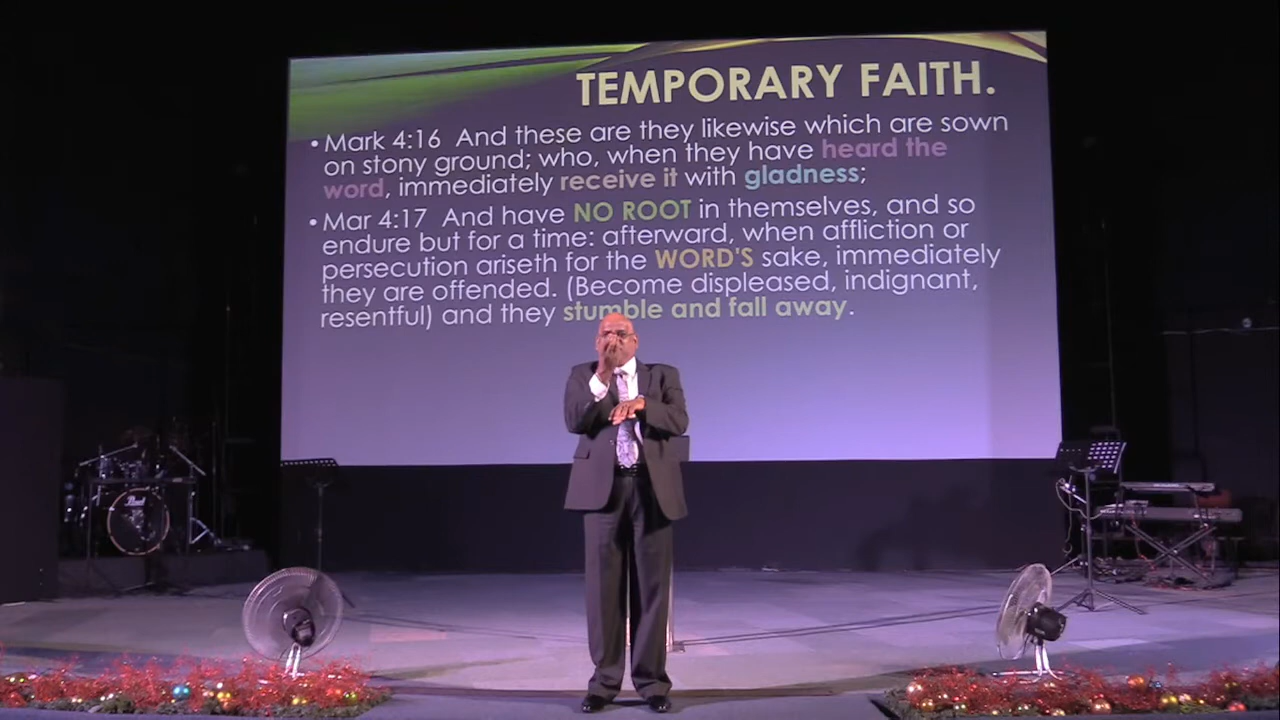 TEMPORARY FAITH.
• Mark 4:16  And these are they likewise which are sown
on stony ground; who, when they have heard the
word, immediately receive it with gladness;
• Mar 4:17  And have NO ROOT in themselves, and so
endure but for a time: afterward, when affliction or
persecution ariseth for the WORD'S sake, immediately
they are offended. (Become displeased, indignant,
resentful) and they stumble and fall away.
Pearl